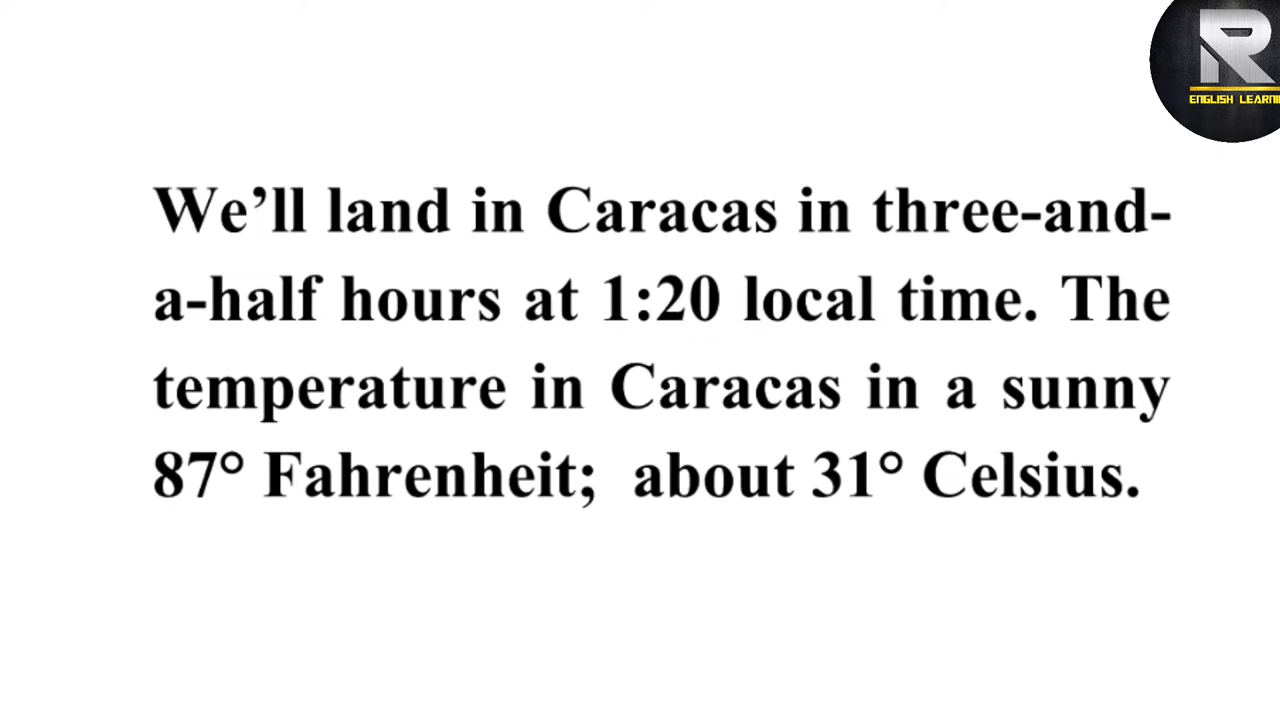 R
ENGLISH LEARNIN
We’ll land in Caracas in three-and-
a-half hours at 1:20 local time. The
temperature in Caracas in a sunny
87° Fahrenheit; about 31° Celsius.